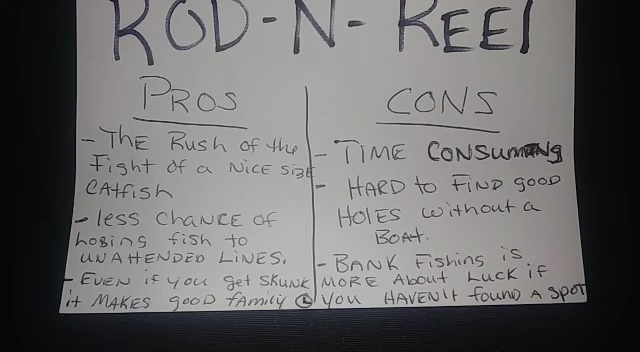 ROD-N-REEl
PROS
- The Rush of the
Fight of a Nice size
CAtfish
- less chance of
losing fish to
UNAttended LINES.
- EVEN if you get SKUNK
it MAKES good family
CONS
- TIME CONSUMING
- HARD to FIND good
HOLES without a
BOAT.
- BANK Fishing is
MORE About Luck if
you HAVEN't found A spot